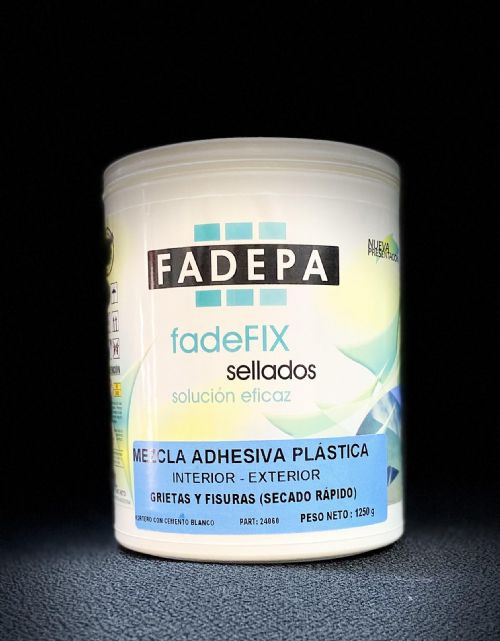 NUEVA
PRESENTACIÓN
FADEPA
fadeFIX
sellados
solución eficaz
MEZCLA ADHESIVA PLÁSTICA
INTERIOR - EXTERIOR
GRIETAS Y FISURAS (SECADO RÁPIDO)
MORTERO CON CEMENTO BLANCO PART: 24060 PESO NETO : 1250 g